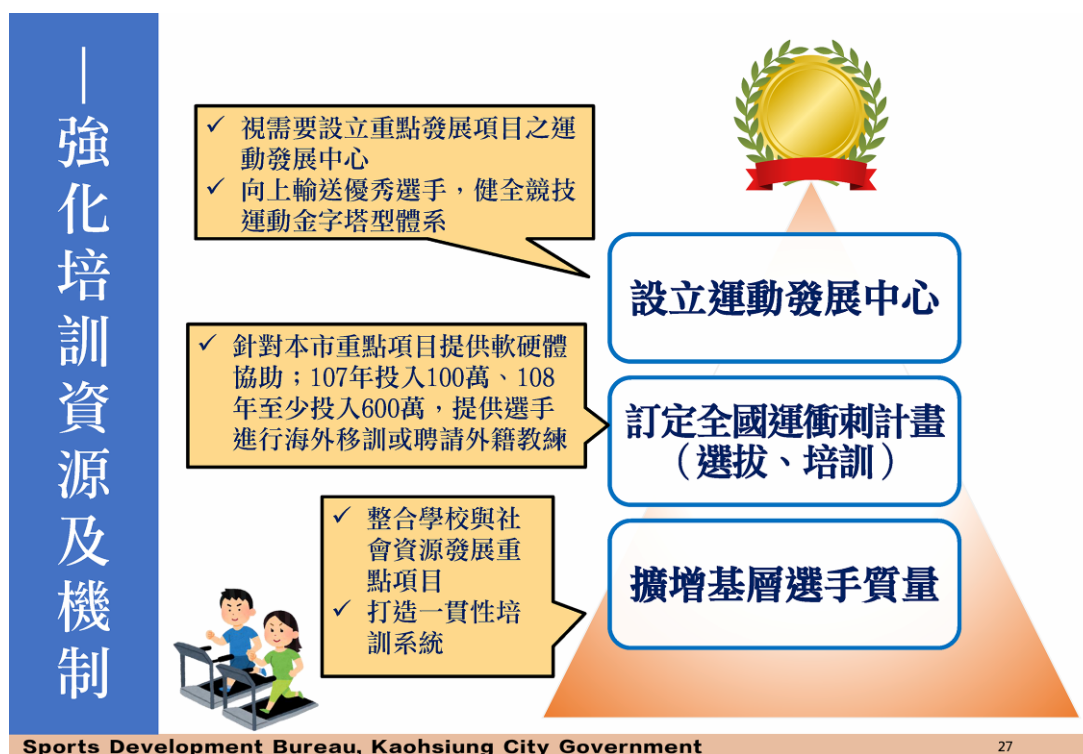 —強化培訓資源及機制
✓ 視需要設立重點發展項目之運
動發展中心
✓ 向上輸送優秀選手，健全競技
運動金字塔型體系
設立運動發展中心
✓ 針對本市重點項目提供軟硬體
協助；107年投入100萬、108
年至少投入600萬，提供選手
進行海外移訓或聘請外籍教練
訂定全國運衝刺計畫
（選拔、培訓）
✓ 整合學校與社
會資源發展重
點項目
✓ 打造一貫性培
訓系統
擴增基層選手質量
Sports Development Bureau, Kaohsiung City Government
27